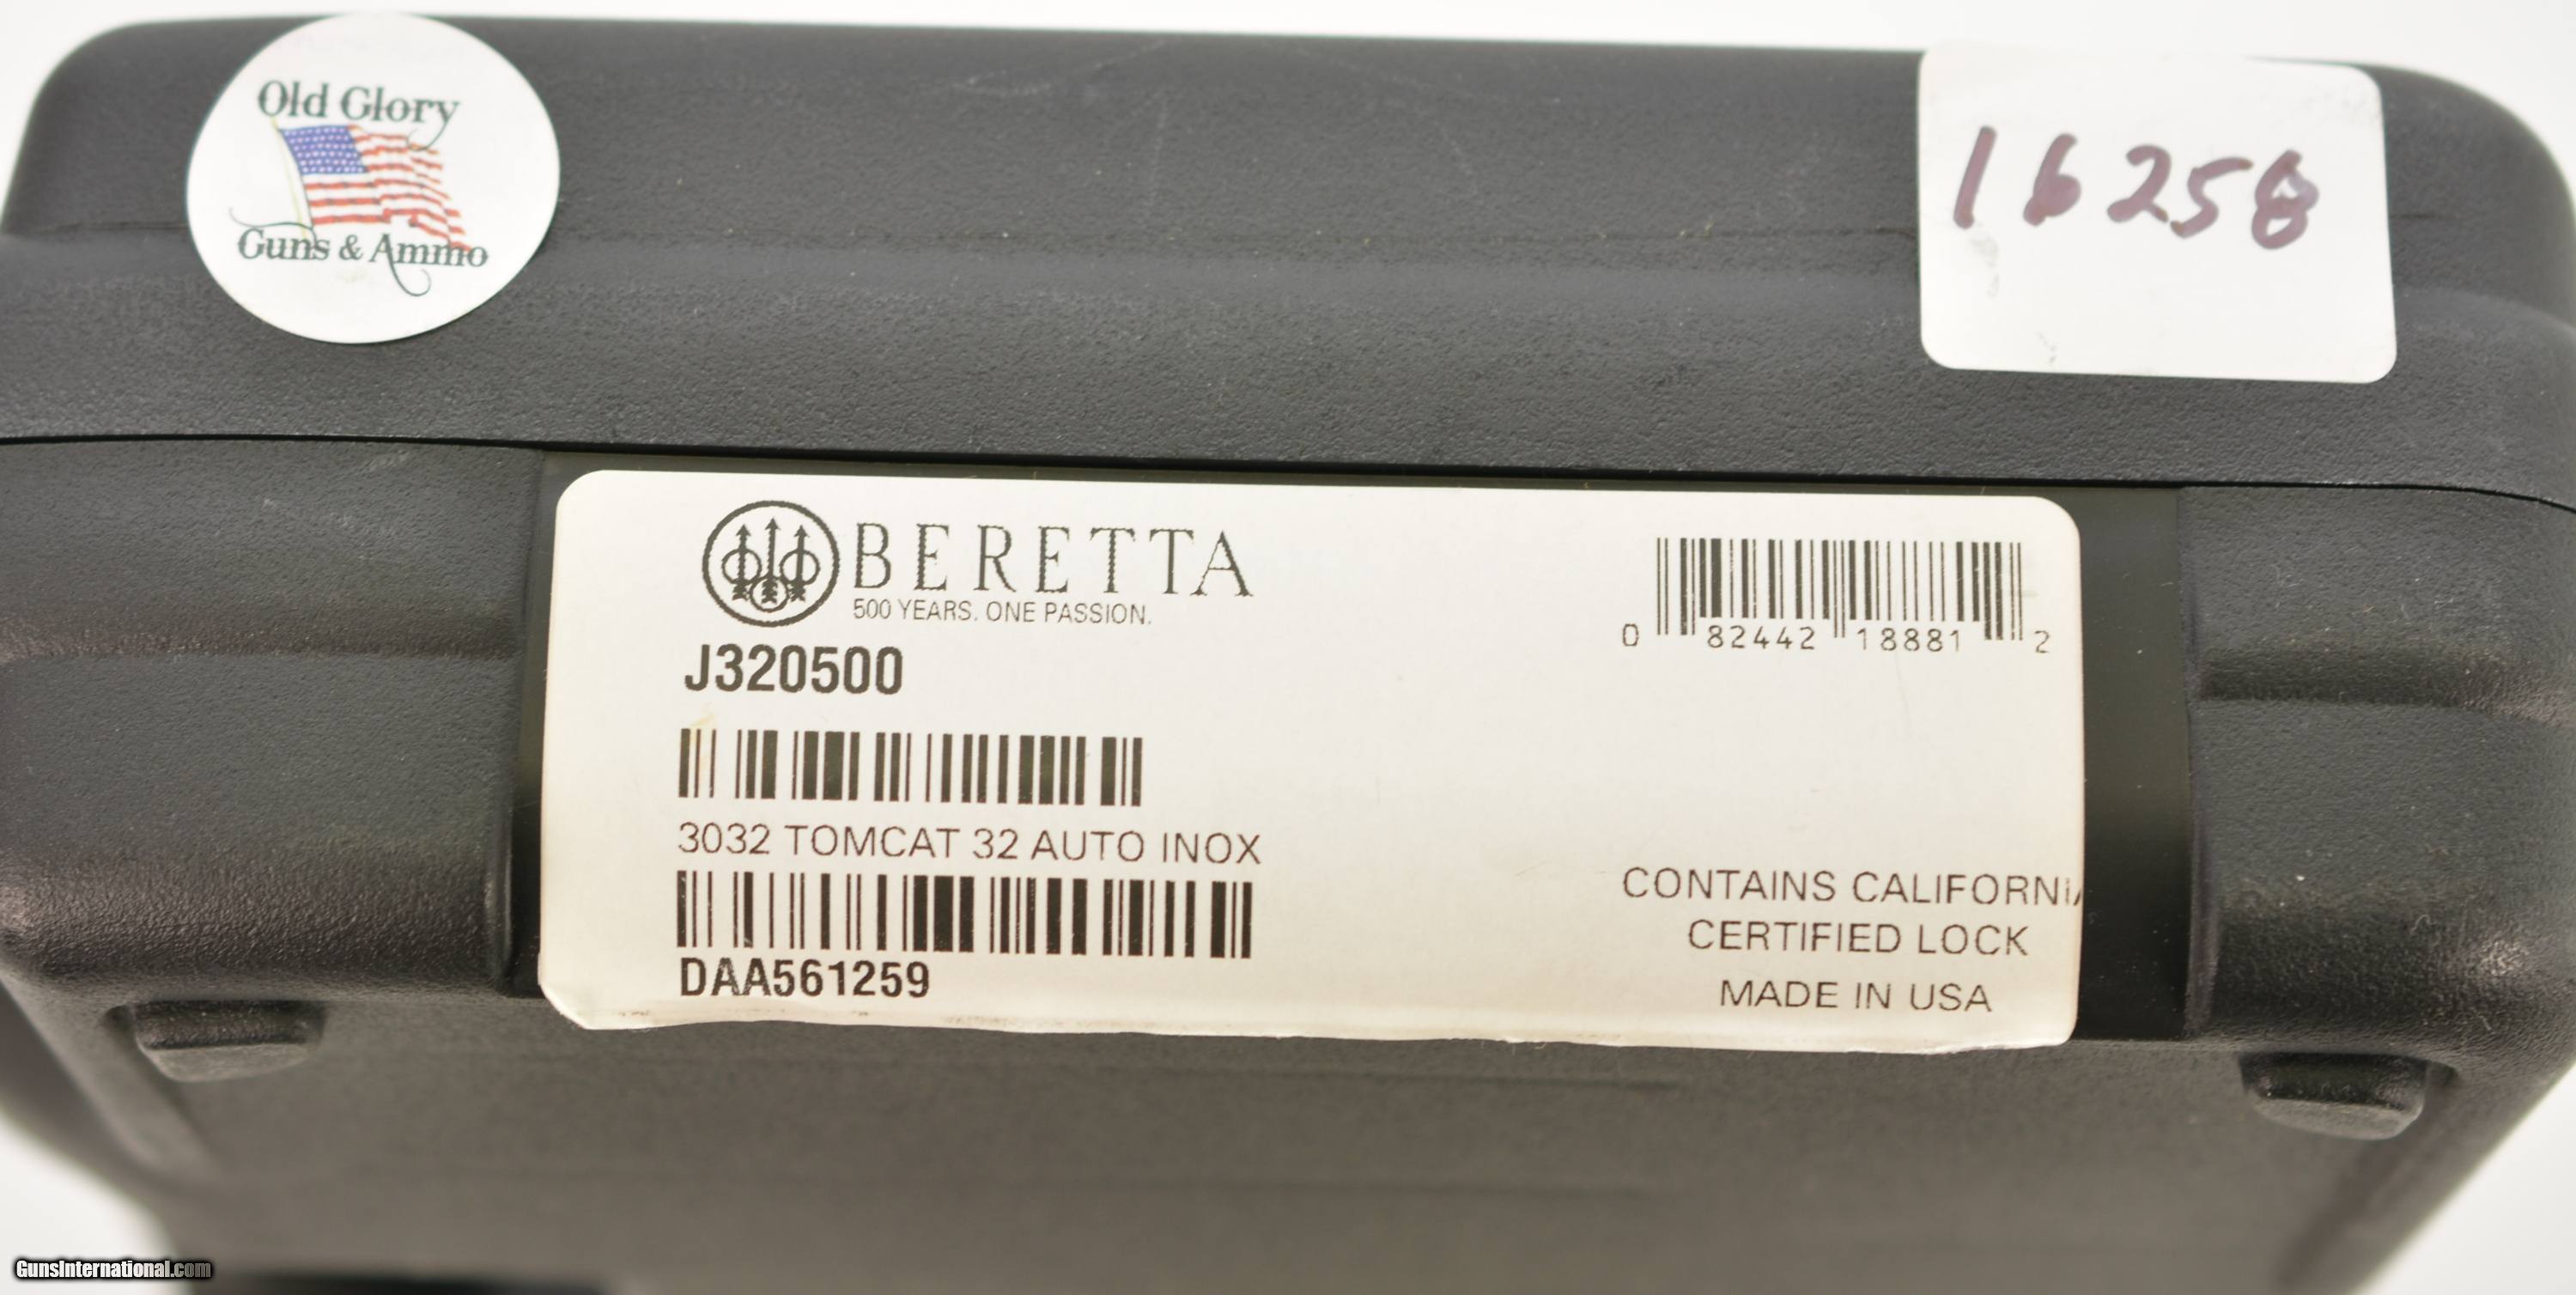 Old Glory
Guns & Ammo
16258
BERETTA
500 YEARS. ONE PASSION.
J320500
0 82442 18881 2
3032 TOMCAT 32 AUTO INOX
DAA561259
CONTAINS CALIFORNIA
CERTIFIED LOCK
MADE IN USA
GunsInternational.com